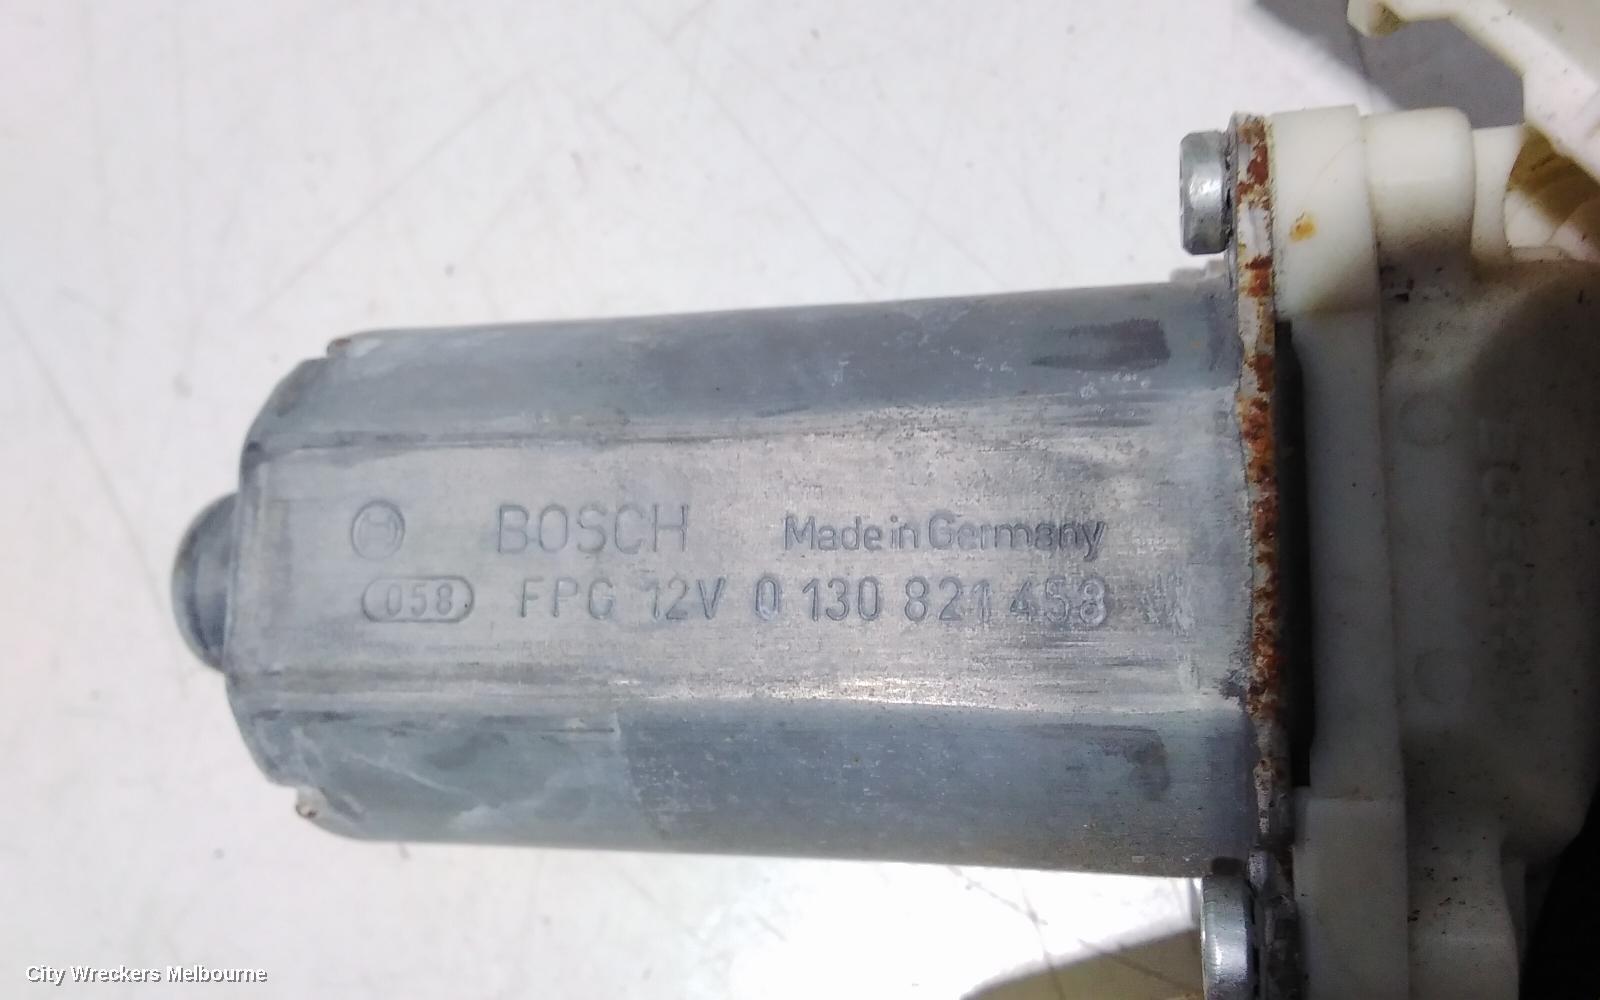 BOSCH Made in Germany
058 FPG 12V 0 130 821 458
City Wreckers Melbourne